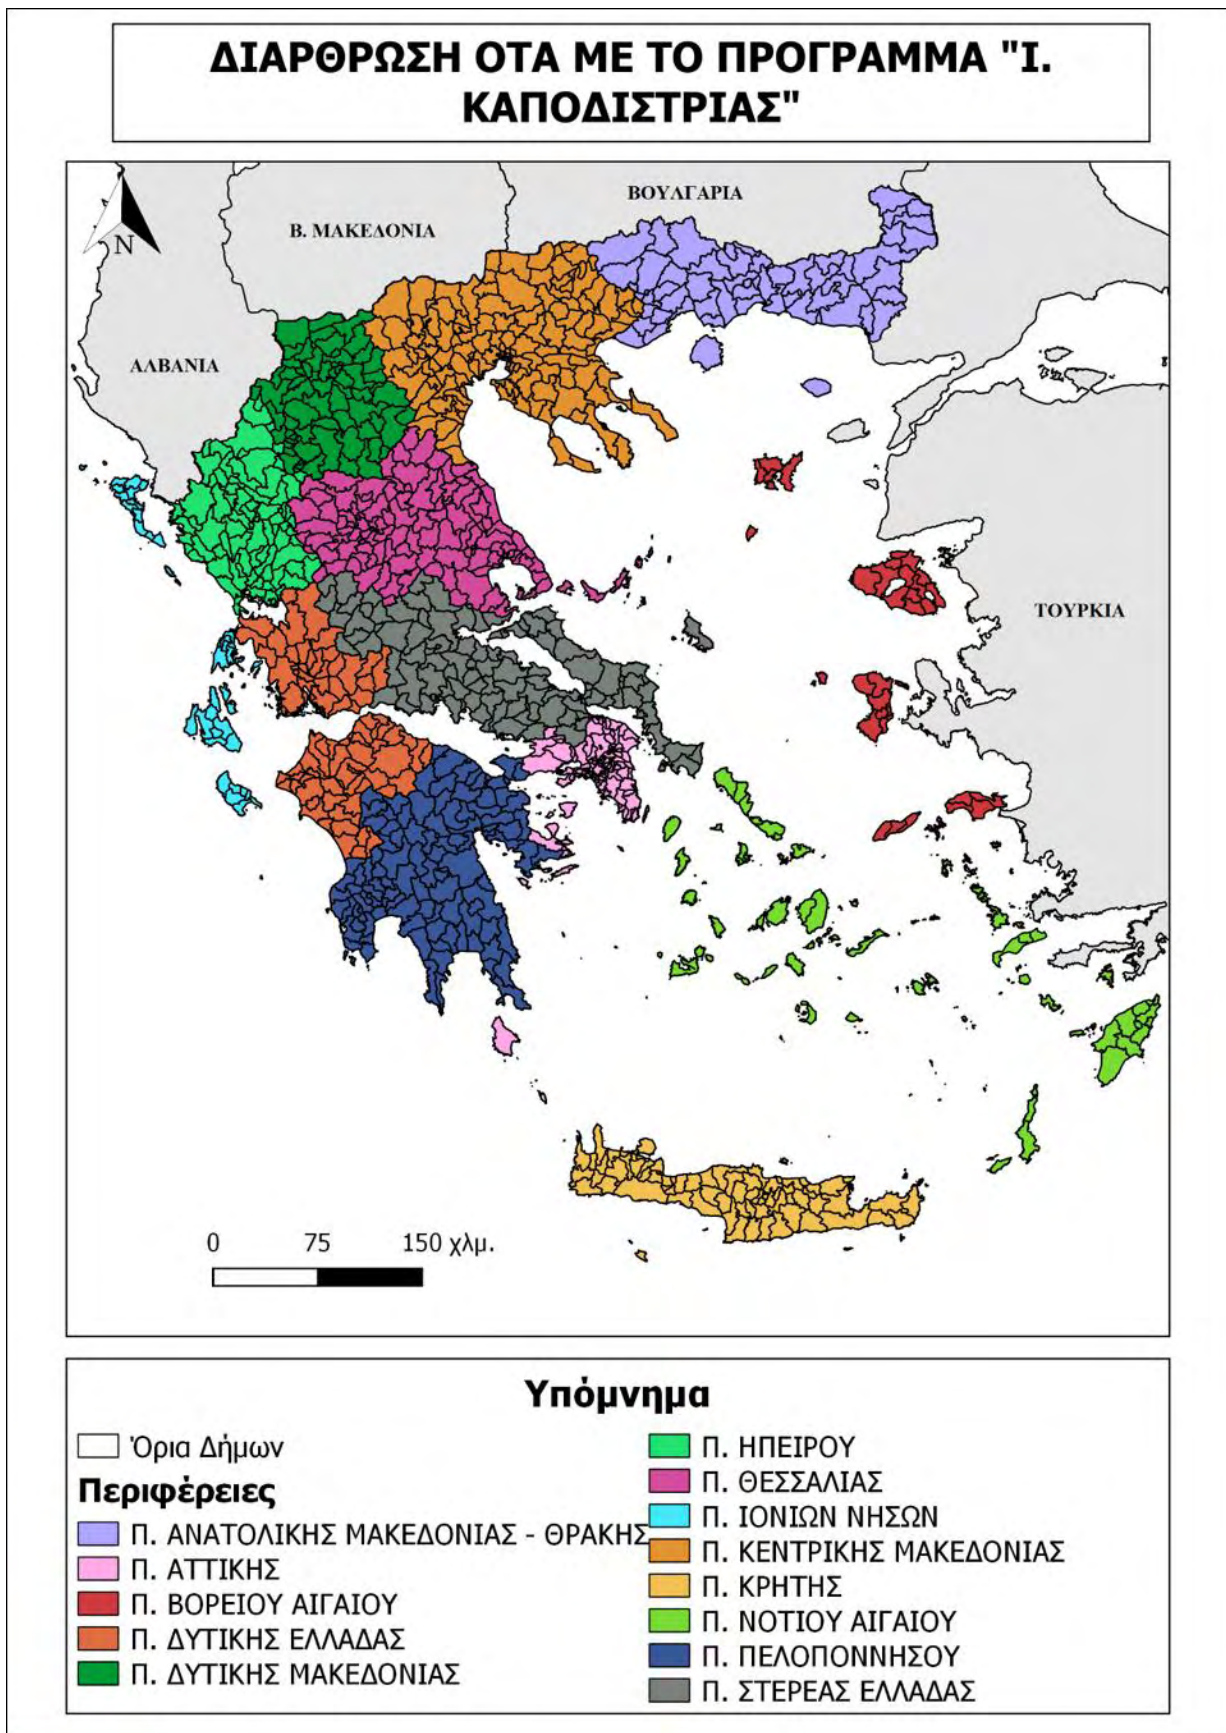 ΔΙΑΡΘΡΩΣΗ ΟΤΑ ΜΕ ΤΟ ΠΡΟΓΡΑΜΜΑ "Ι.
ΚΑΠΟΔΙΣΤΡΙΑΣ"
ΒΟΥΛΓΑΡΙΑ
Β. ΜΑΚΕΔΟΝΙΑ
N
ΑΛΒΑΝΙΑ
ΤΟΥΡΚΙΑ
0 75 150 χλμ.
Υπόμνημα
Όρια Δήμων
Περιφέρειες
Π. ΑΝΑΤΟΛΙΚΗΣ ΜΑΚΕΔΟΝΙΑΣ - ΘΡΑΚΗΣ
Π. ΑΤΤΙΚΗΣ
Π. ΒΟΡΕΙΟΥ ΑΙΓΑΙΟΥ
Π. ΔΥΤΙΚΗΣ ΕΛΛΑΔΑΣ
Π. ΔΥΤΙΚΗΣ ΜΑΚΕΔΟΝΙΑΣ
Π. ΗΠΕΙΡΟΥ
Π. ΘΕΣΣΑΛΙΑΣ
Π. ΙΟΝΙΩΝ ΝΗΣΩΝ
Π. ΚΕΝΤΡΙΚΗΣ ΜΑΚΕΔΟΝΙΑΣ
Π. ΚΡΗΤΗΣ
Π. ΝΟΤΙΟΥ ΑΙΓΑΙΟΥ
Π. ΠΕΛΟΠΟΝΝΗΣΟΥ
Π. ΣΤΕΡΕΑΣ ΕΛΛΑΔΑΣ